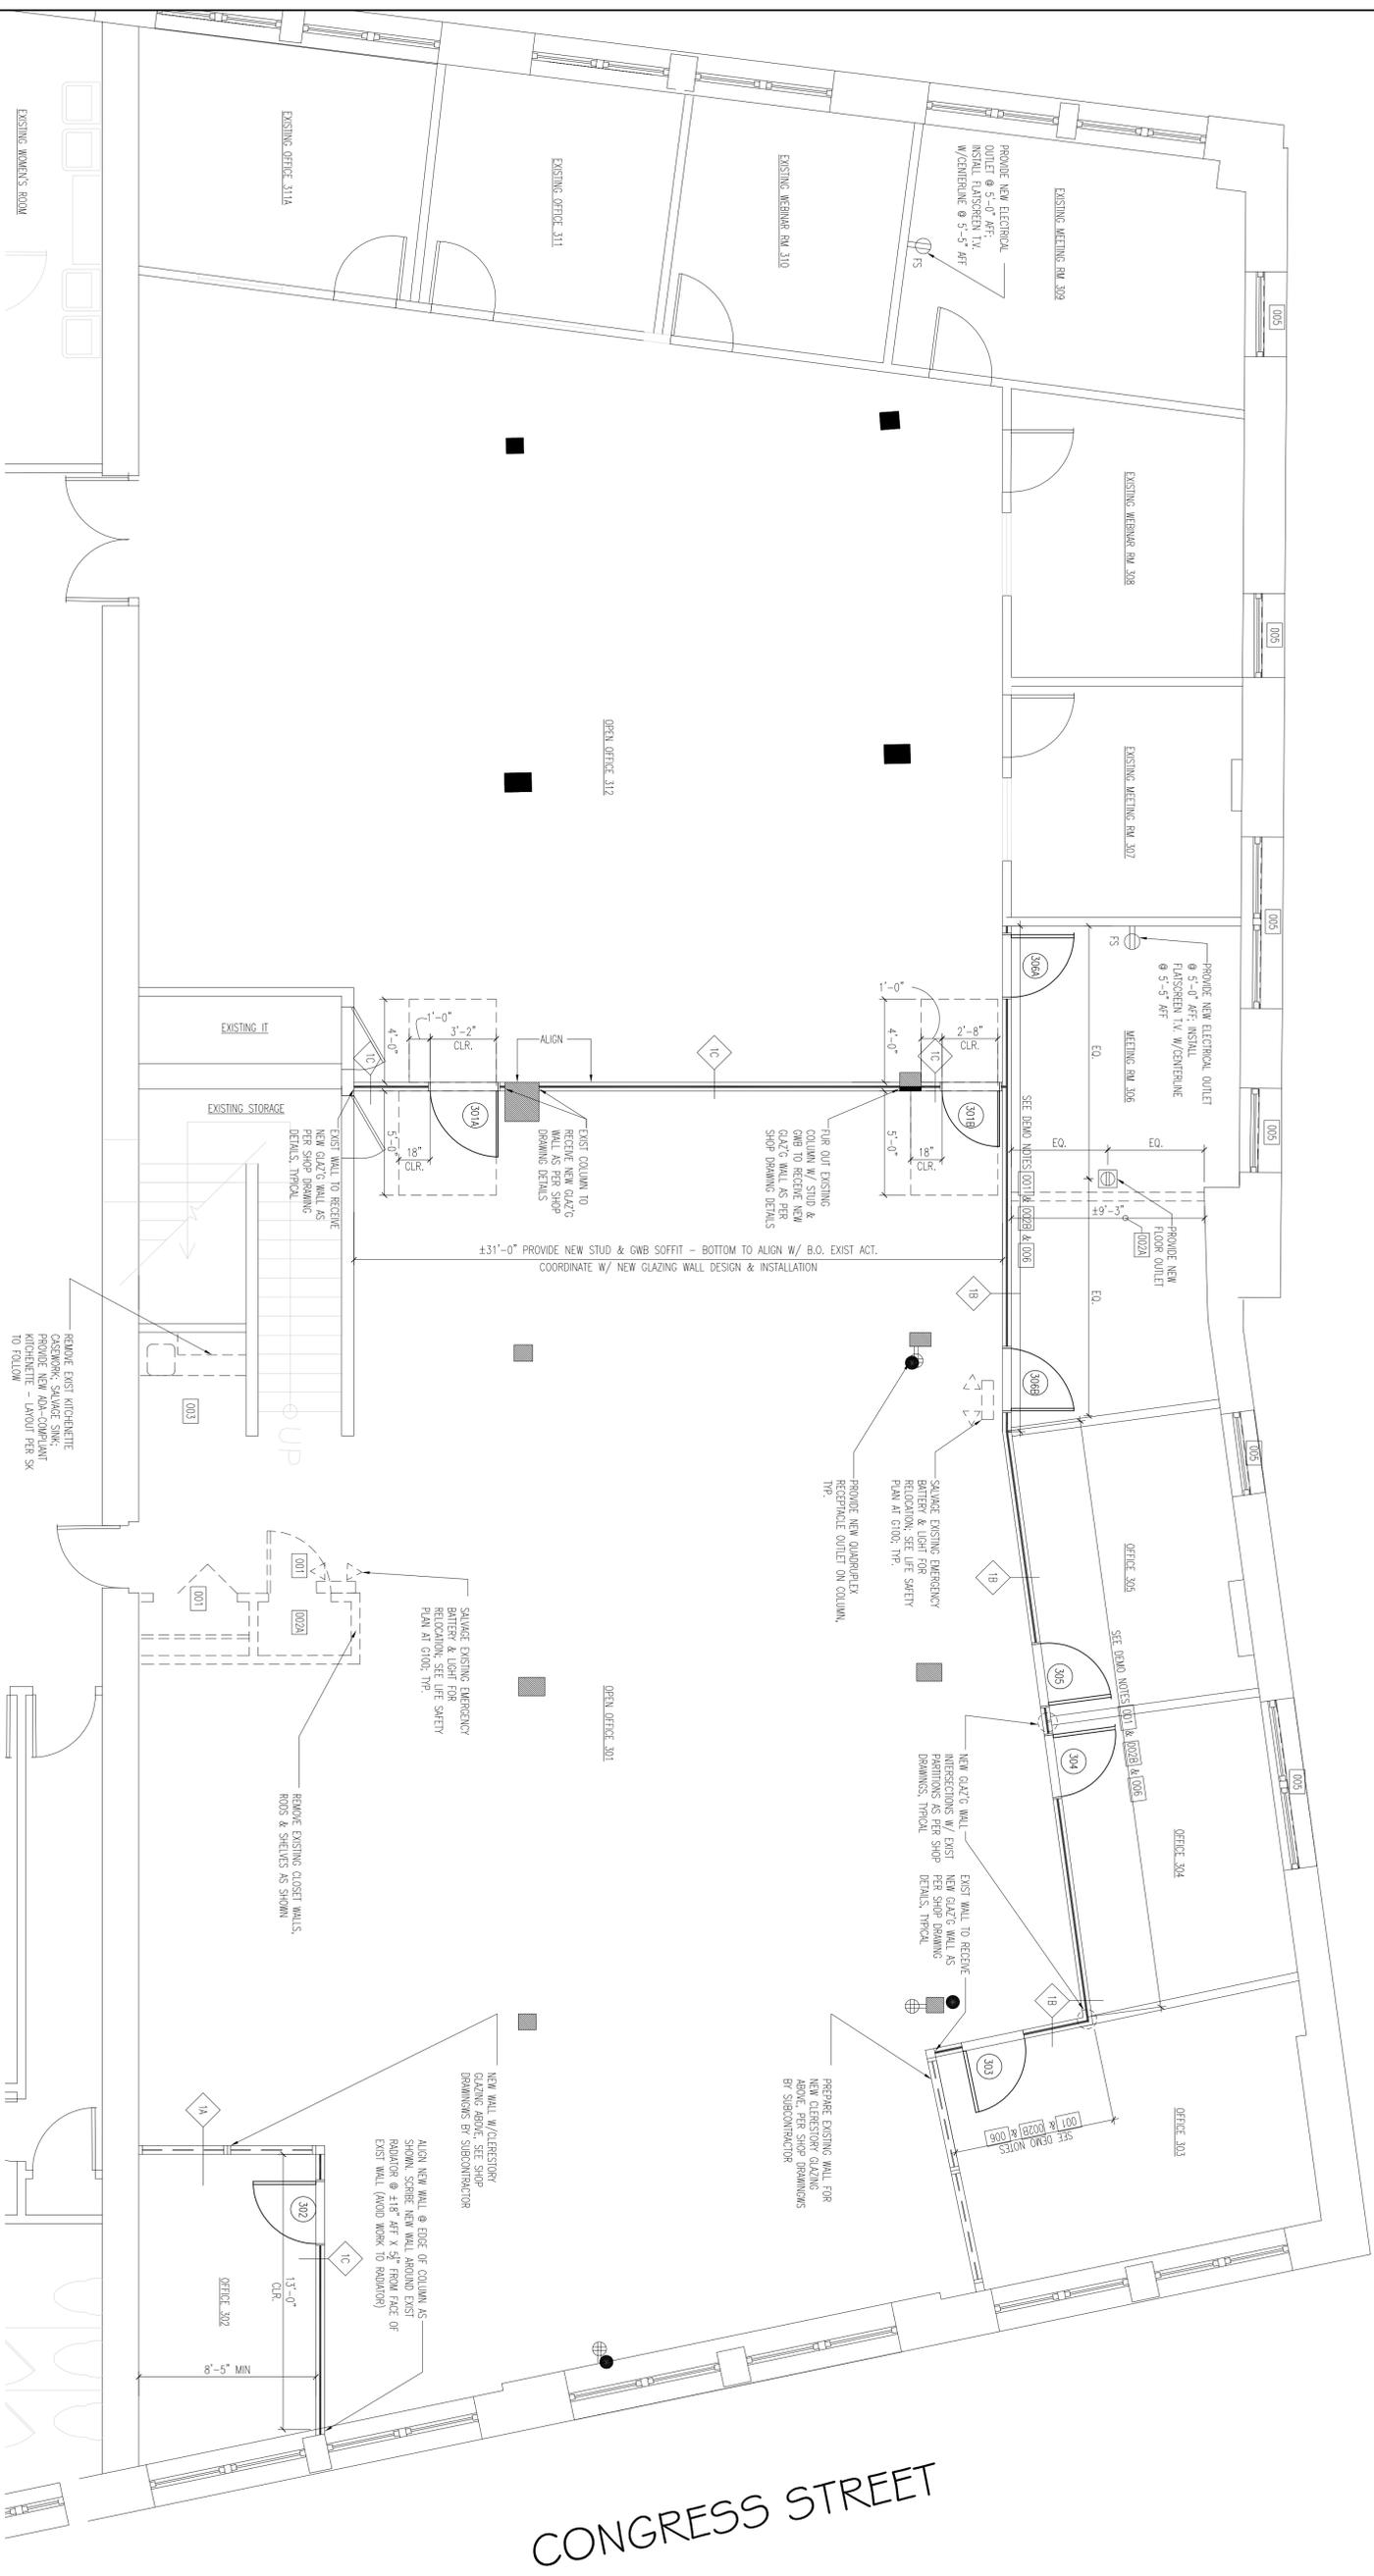 EXISTING WOMEN'S ROOM
EXISTING OFFICE 311A
EXISTING OFFICE 311
EXISTING WEBINAR RM 310
PROVIDE NEW ELECTRICAL
OUTLET @ 5'-0" AFF;
INSTALL FLATSCREEN T.V.
W/CENTERLINE @ 5'-5" AFF
FS
EXISTING MEETING RM 309
005
EXISTING WEBINAR RM 308
005
EXISTING MEETING RM 307
005
OPEN OFFICE 312
FS
PROVIDE NEW ELECTRICAL OUTLET
@ 5'-0" AFF; INSTALL
FLATSCREEN T.V. W/CENTERLINE
@ 5'-5" AFF
306A
MEETING RM 306
EQ.
EQ.
EQ.
EQ.
005
SEE DEMO NOTES 001 & 002B & 006
±9'-3"
002A
PROVIDE NEW
FLOOR OUTLET
1B
306B
EXISTING IT
EXISTING STORAGE
1C
4'-0"
1'-0"
3'-2"
CLR.
301A
5'-0"
18"
CLR.
ALIGN
1C
1'-0"
4'-0"
2'-8"
CLR.
1C
301B
5'-0"
18"
CLR.
EXIST WALL TO RECEIVE
NEW GLAZ'G WALL AS
PER SHOP DRAWING
DETAILS, TYPICAL
EXIST COLUMN TO
RECEIVE NEW GLAZ'G
WALL AS PER SHOP
DRAWING DETAILS
FUR OUT EXISTING
COLUMN W/ STUD &
GWB TO RECEIVE NEW
GLAZ'G WALL AS PER
SHOP DRAWING DETAILS
±31'-0" PROVIDE NEW STUD & GWB SOFFIT - BOTTOM TO ALIGN W/ B.O. EXIST ACT.
COORDINATE W/ NEW GLAZING WALL DESIGN & INSTALLATION
REMOVE EXIST KITCHENETTE
CASEWORK; SALVAGE SINK;
PROVIDE NEW ADA-COMPLIANT
KITCHENETTE - LAYOUT PER SK
TO FOLLOW
003
UP
PROVIDE NEW QUADRUPLEX
RECEPTACLE OUTLET ON COLUMN,
TYP.
SALVAGE EXISTING EMERGENCY
BATTERY & LIGHT FOR
RELOCATION; SEE LIFE SAFETY
PLAN AT G100; TYP.
1B
OFFICE 305
005
001
001
002A
SALVAGE EXISTING EMERGENCY
BATTERY & LIGHT FOR
RELOCATION; SEE LIFE SAFETY
PLAN AT G100; TYP.
REMOVE EXISTING CLOSET WALLS,
RODS & SHELVES AS SHOWN
OPEN OFFICE 301
305
304
SEE DEMO NOTES 001 & 002B & 006
005
OFFICE 304
NEW GLAZ'G WALL
INTERSECTIONS W/ EXIST
PARTITIONS AS PER SHOP
DRAWINGS, TYPICAL
EXIST WALL TO RECEIVE
NEW GLAZ'G WALL AS
PER SHOP DRAWING
DETAILS, TYPICAL
1B
303
SEE DEMO NOTES
001 & 002B & 006
OFFICE 303
PREPARE EXISTING WALL FOR
NEW CLERESTORY GLAZING
ABOVE, PER SHOP DRAWINGWS
BY SUBCONTRACTOR
NEW WALL W/CLERESTORY
GLAZING ABOVE, SEE SHOP
DRAWINGWS BY SUBCONTRACTOR
ALIGN NEW WALL @ EDGE OF COLUMN AS
SHOWN. SCRIBE NEW WALL AROUND EXIST
RADIATOR @ ±18" AFF X 5½" FROM FACE OF
EXIST WALL (AVOID WORK TO RADIATOR)
1A
302
1C
OFFICE 302
13'-0"
CLR.
8'-5" MIN
CONGRESS STREET